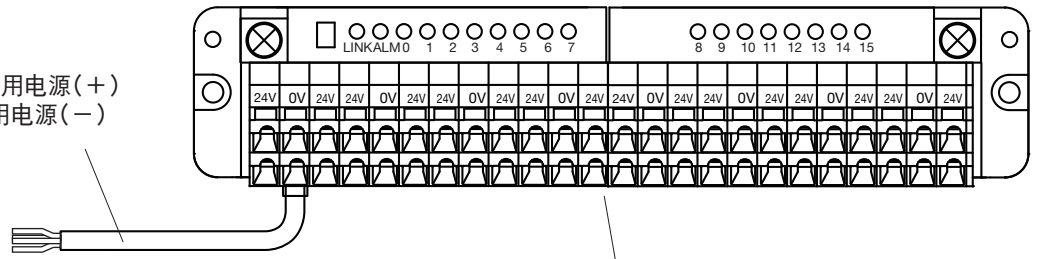 LINK ALM 0 1 2 3 4 5 6 7 8 9 10 11 12 13 14 15
用电源(+)
用电源(−)
24V 0V 24V 24V 0V 24V 24V 0V 24V 24V 0V 24V 24V 0V 24V 24V 0V 24V 24V 0V 24V 24V 0V 24V